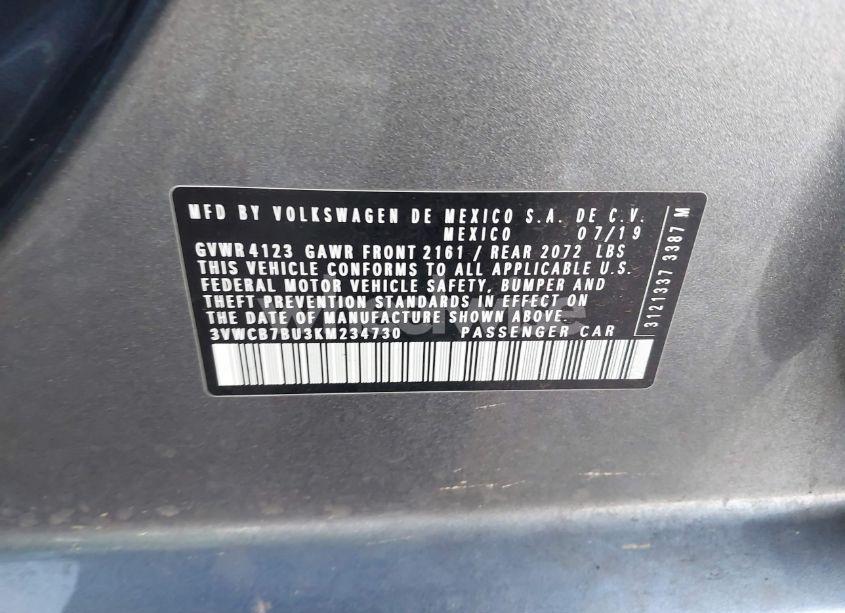 MFD BY VOLKSWAGEN DE MEXICO S.A. DE C.V.
MEXICO 07/19
GVWR 4123 GAWR FRONT 2161 / REAR 2072 LBS
THIS VEHICLE CONFORMS TO ALL APPLICABLE U.S.
FEDERAL MOTOR VEHICLE SAFETY, BUMPER AND
THEFT PREVENTION STANDARDS IN EFFECT ON
THE DATE OF MANUFACTURE SHOWN ABOVE.
3VWCB7BU3KM234730 PASSENGER CAR
3121337 3387 M